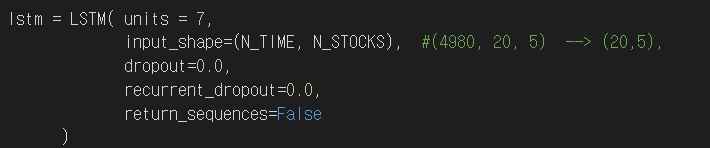 lstm = LSTM( units = 7,
input_shape=(N_TIME, N_STOCKS),  #(4980, 20, 5)  --> (20,5),
dropout=0.0,
recurrent_dropout=0.0,
return_sequences=False
)